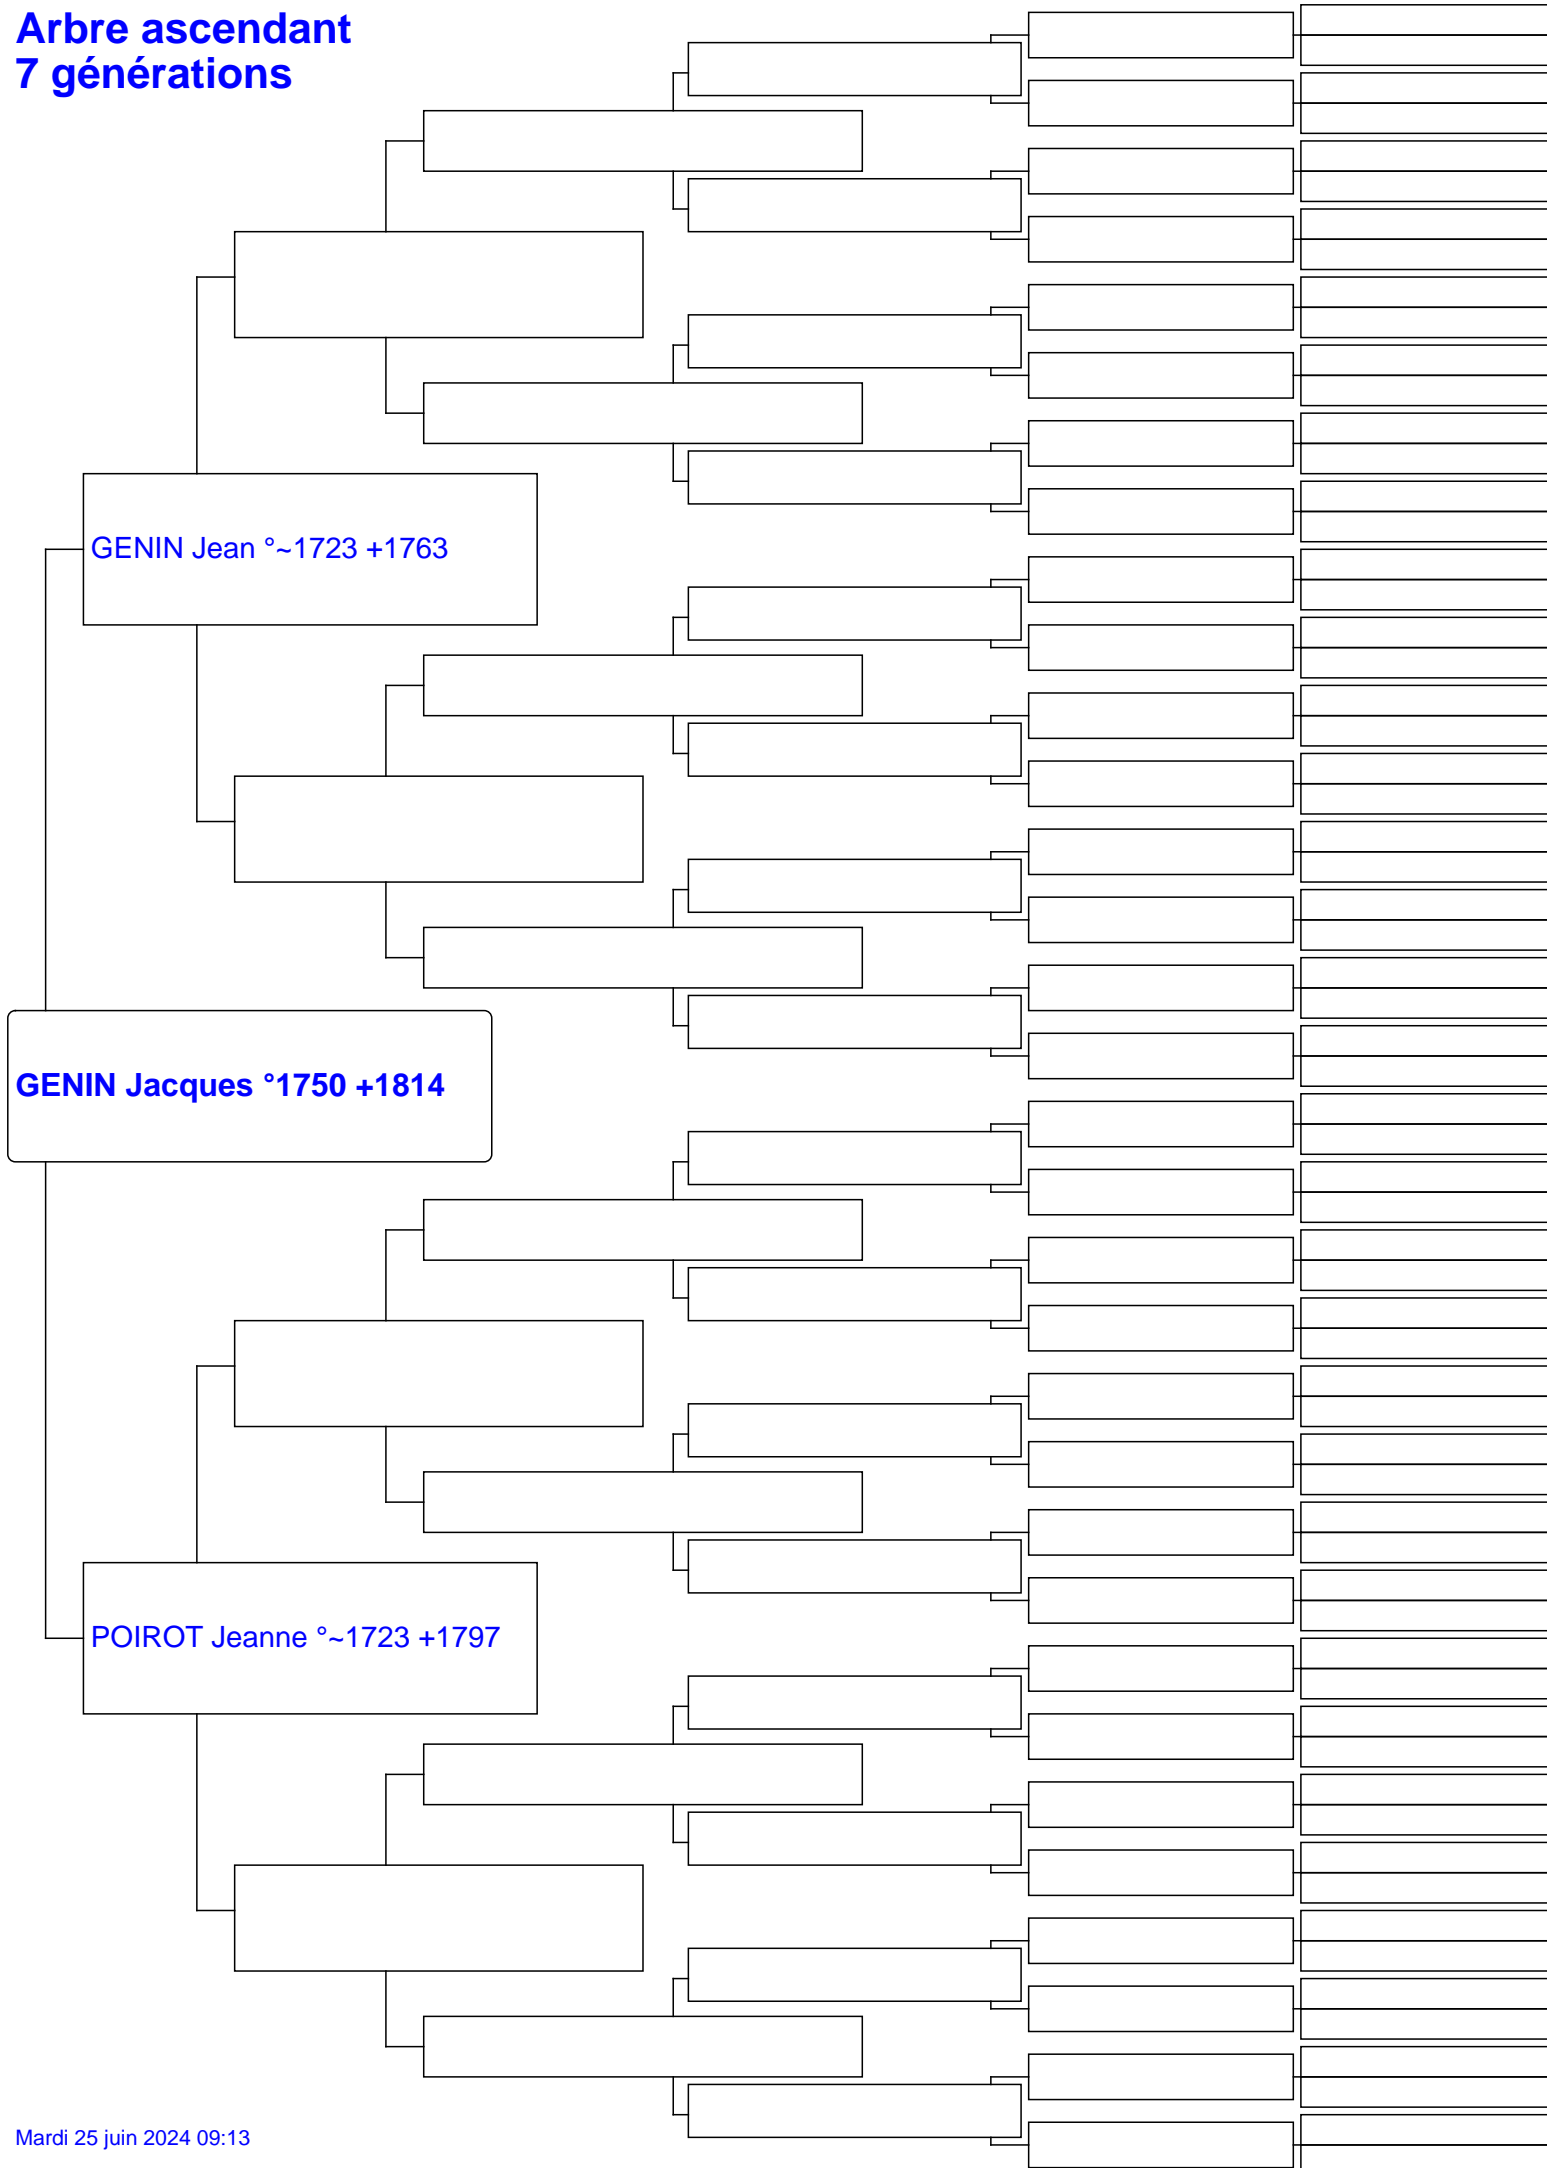 Arbre ascendant
7 générations
GENIN Jean °~1723 +1763
GENIN Jacques °1750 +1814
POIROT Jeanne °~1723 +1797
Mardi 25 juin 2024 09:13